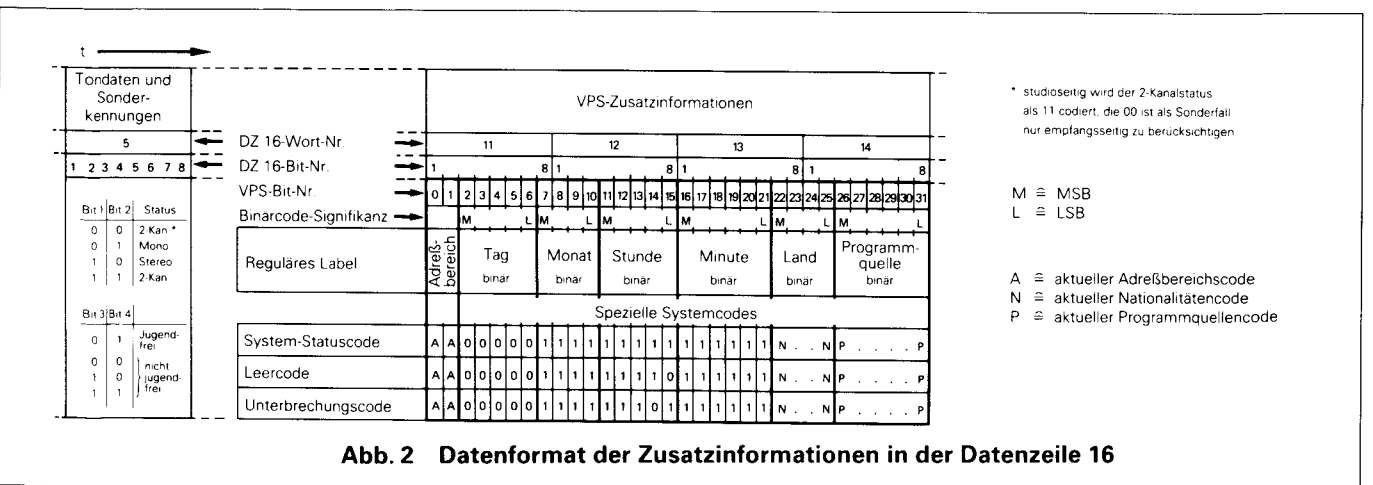 t
Tondaten und
Sonder-
kennungen
VPS-Zusatzinformationen
* studioseitig wird der 2-Kanalstatus
als 11 codiert, die 00 ist als Sonderfall
nur empfangsseitig zu berücksichtigen
5 DZ 16-Wort-Nr. 11 12 13 14
1 2 3 4 5 6 7 8 DZ 16-Bit-Nr. 1 8 1 8 1 8 1 8
VPS-Bit-Nr. 0 1 2 3 4 5 6 7 8 9 10 11 12 13 14 15 16 17 18 19 20 21 22 23 24 25 26 27 28 29 30 31
Binärcode-Signifikanz M L M L M L M L M L M L
M ≙ MSB
L ≙ LSB
Bit 1 Bit 2 Status
0 0 2-Kan *
0 1 Mono
1 0 Stereo
1 1 2-Kan
Reguläres Label
Adreß-
bereich
Tag
binär
Monat
binär
Stunde
binär
Minute
binär
Land
binär
Programm-
quelle
binär
A ≙ aktueller Adreßbereichscode
N ≙ aktueller Nationalitätencode
P ≙ aktueller Programmquellencode
Spezielle Systemcodes
Bit 3 Bit 4
0 1 Jugend-
frei
0 0
1 0
1 1
nicht
jugend-
frei
System-Statuscode A A 0 0 0 0 0 1 1 1 1 1 1 1 1 1 1 1 1 1 1 1 N . . N P . . . . P
Leercode A A 0 0 0 0 0 1 1 1 1 1 1 1 1 0 1 1 1 1 1 1 N . . N P . . . . P
Unterbrechungscode A A 0 0 0 0 0 1 1 1 1 1 1 1 0 1 1 1 1 1 1 1 N . . N P . . . . P
Abb. 2 Datenformat der Zusatzinformationen in der Datenzeile 16